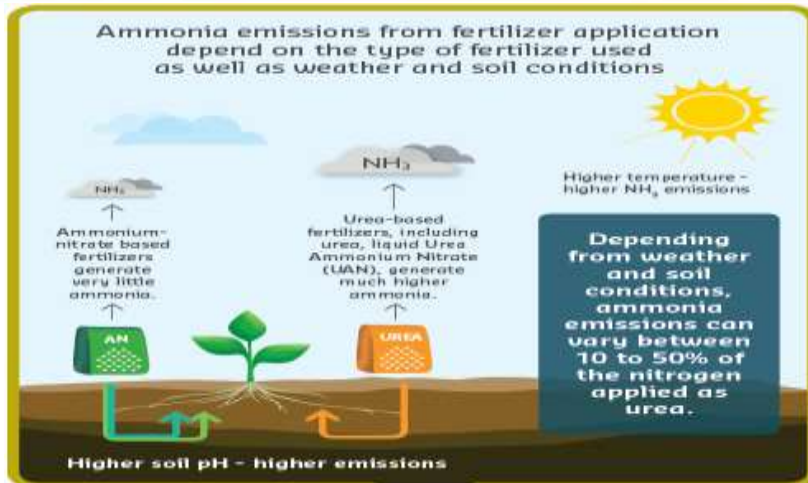 Ammonia emissions from fertilizer application
depend on the type of fertilizer used
as well as weather and soil conditions
NH₃
NH₃
Higher temperature -
higher NH₃ emissions
Ammonium-
nitrate based
fertilizers
generate
very little
ammonia.
Urea-based
fertilizers, including
urea, liquid Urea
Ammonium Nitrate
(UAN), generate
much higher
ammonia.
Depending
from weather
and soil
conditions,
ammonia
emissions can
vary between
10 to 50% of
the nitrogen
applied as
urea.
AN
UREA
Higher soil pH - higher emissions